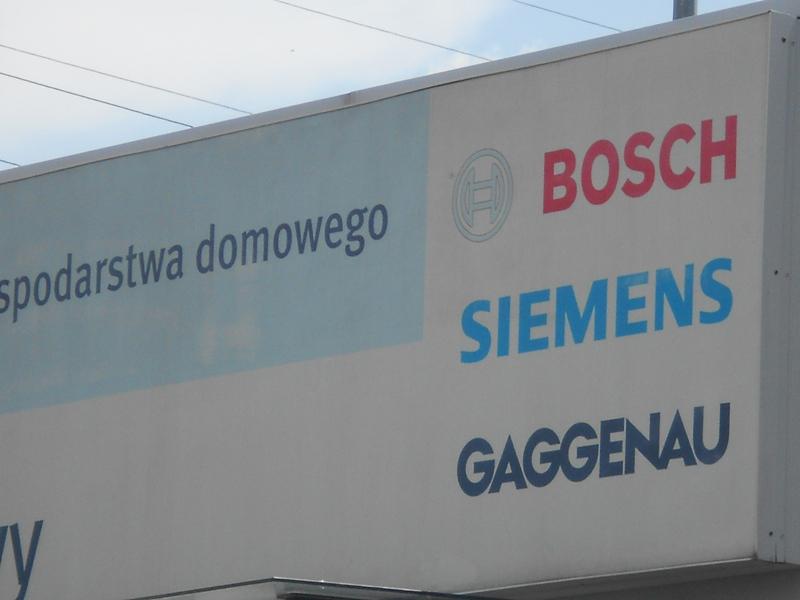 spodarstwa domowego
BOSCH
SIEMENS
GAGGENAU